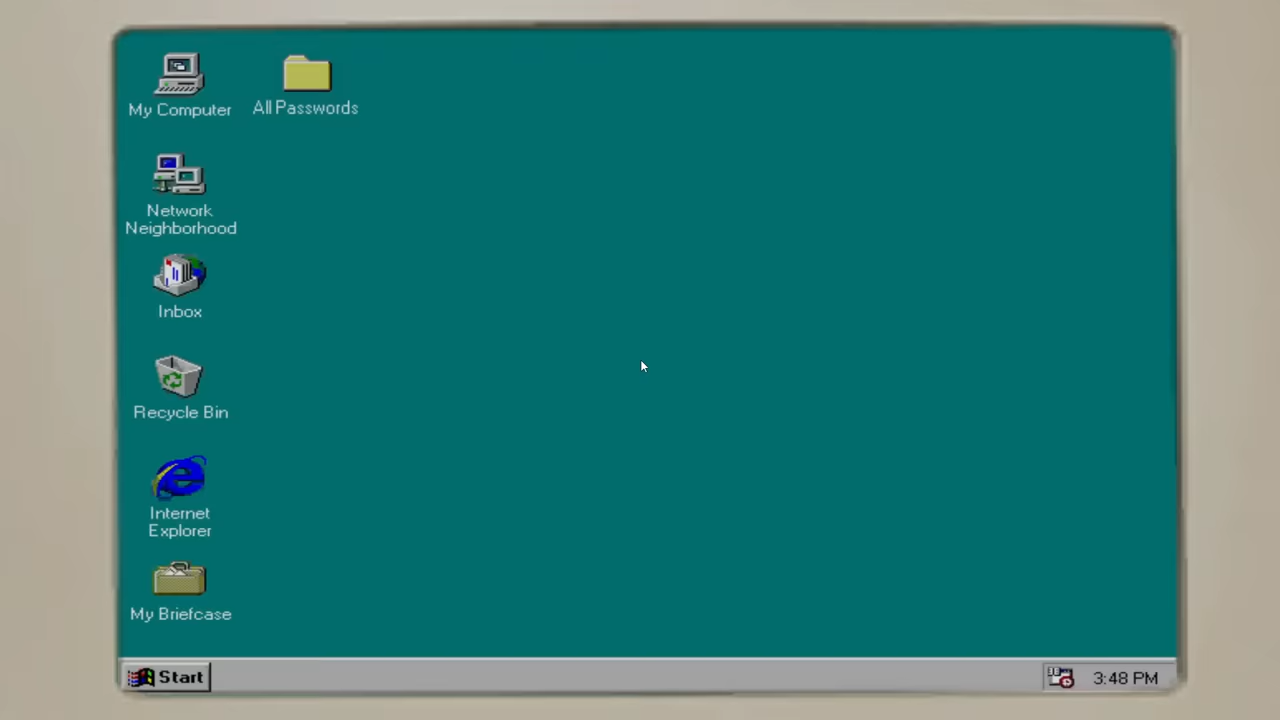 My Computer
All Passwords
Network
Neighborhood
Inbox
Recycle Bin
Internet
Explorer
My Briefcase
Start
3:48 PM